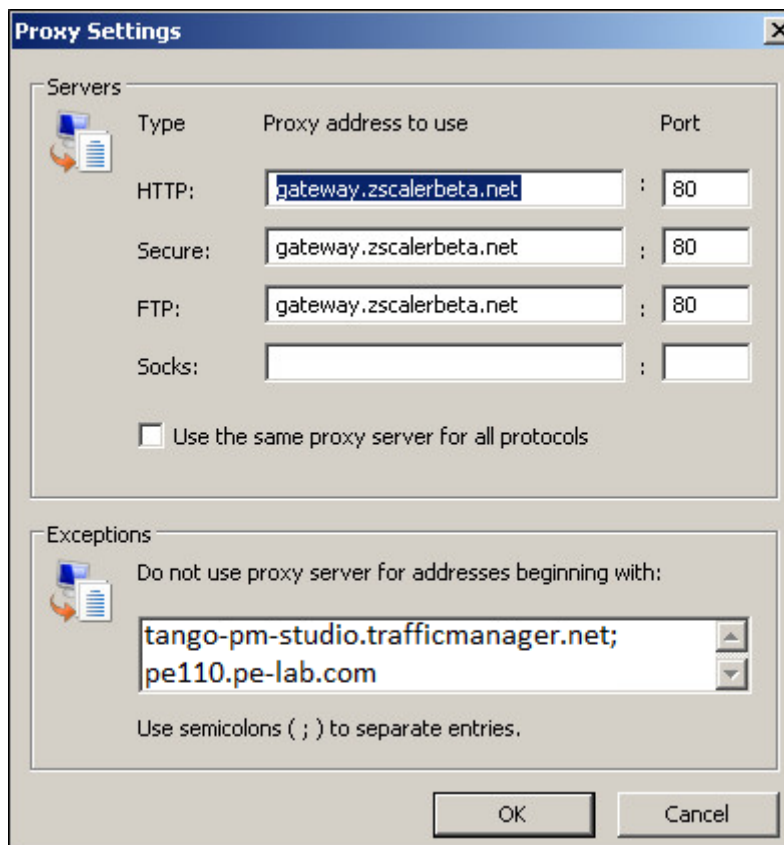 Proxy Settings
Servers
Type Proxy address to use Port
HTTP: gateway.zscalerbeta.net : 80
Secure: gateway.zscalerbeta.net : 80
FTP: gateway.zscalerbeta.net : 80
Socks: :
Use the same proxy server for all protocols
Exceptions
Do not use proxy server for addresses beginning with:
tango-pm-studio.trafficmanager.net;
pe110.pe-lab.com
Use semicolons ( ; ) to separate entries.
OK Cancel